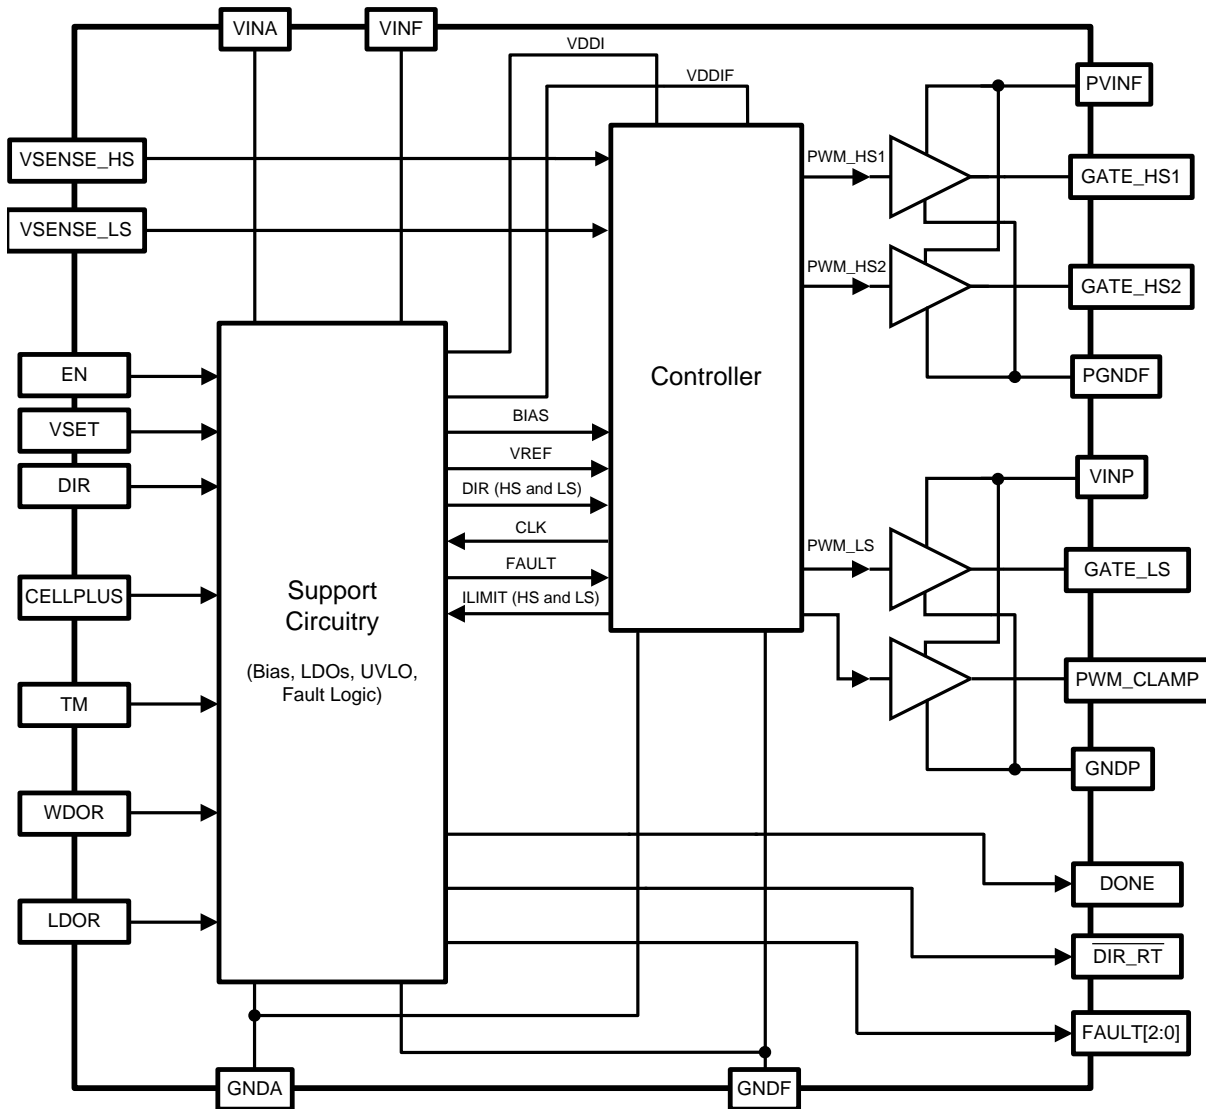 VINA
VINF
VDDI
VDDIF
PVINF
VSENSE_HS
PWM_HS1
GATE_HS1
VSENSE_LS
PWM_HS2
GATE_HS2
EN
Controller
PGNDF
VSET
BIAS
VREF
VINP
DIR
DIR (HS and LS)
CLK
PWM_LS
FAULT
GATE_LS
CELLPLUS
Support
Circuitry
ILIMIT (HS and LS)
(Bias, LDOs, UVLO,
Fault Logic)
PWM_CLAMP
TM
GNDP
WDOR
DONE
LDOR
DIR_RT
FAULT[2:0]
GNDA
GNDF